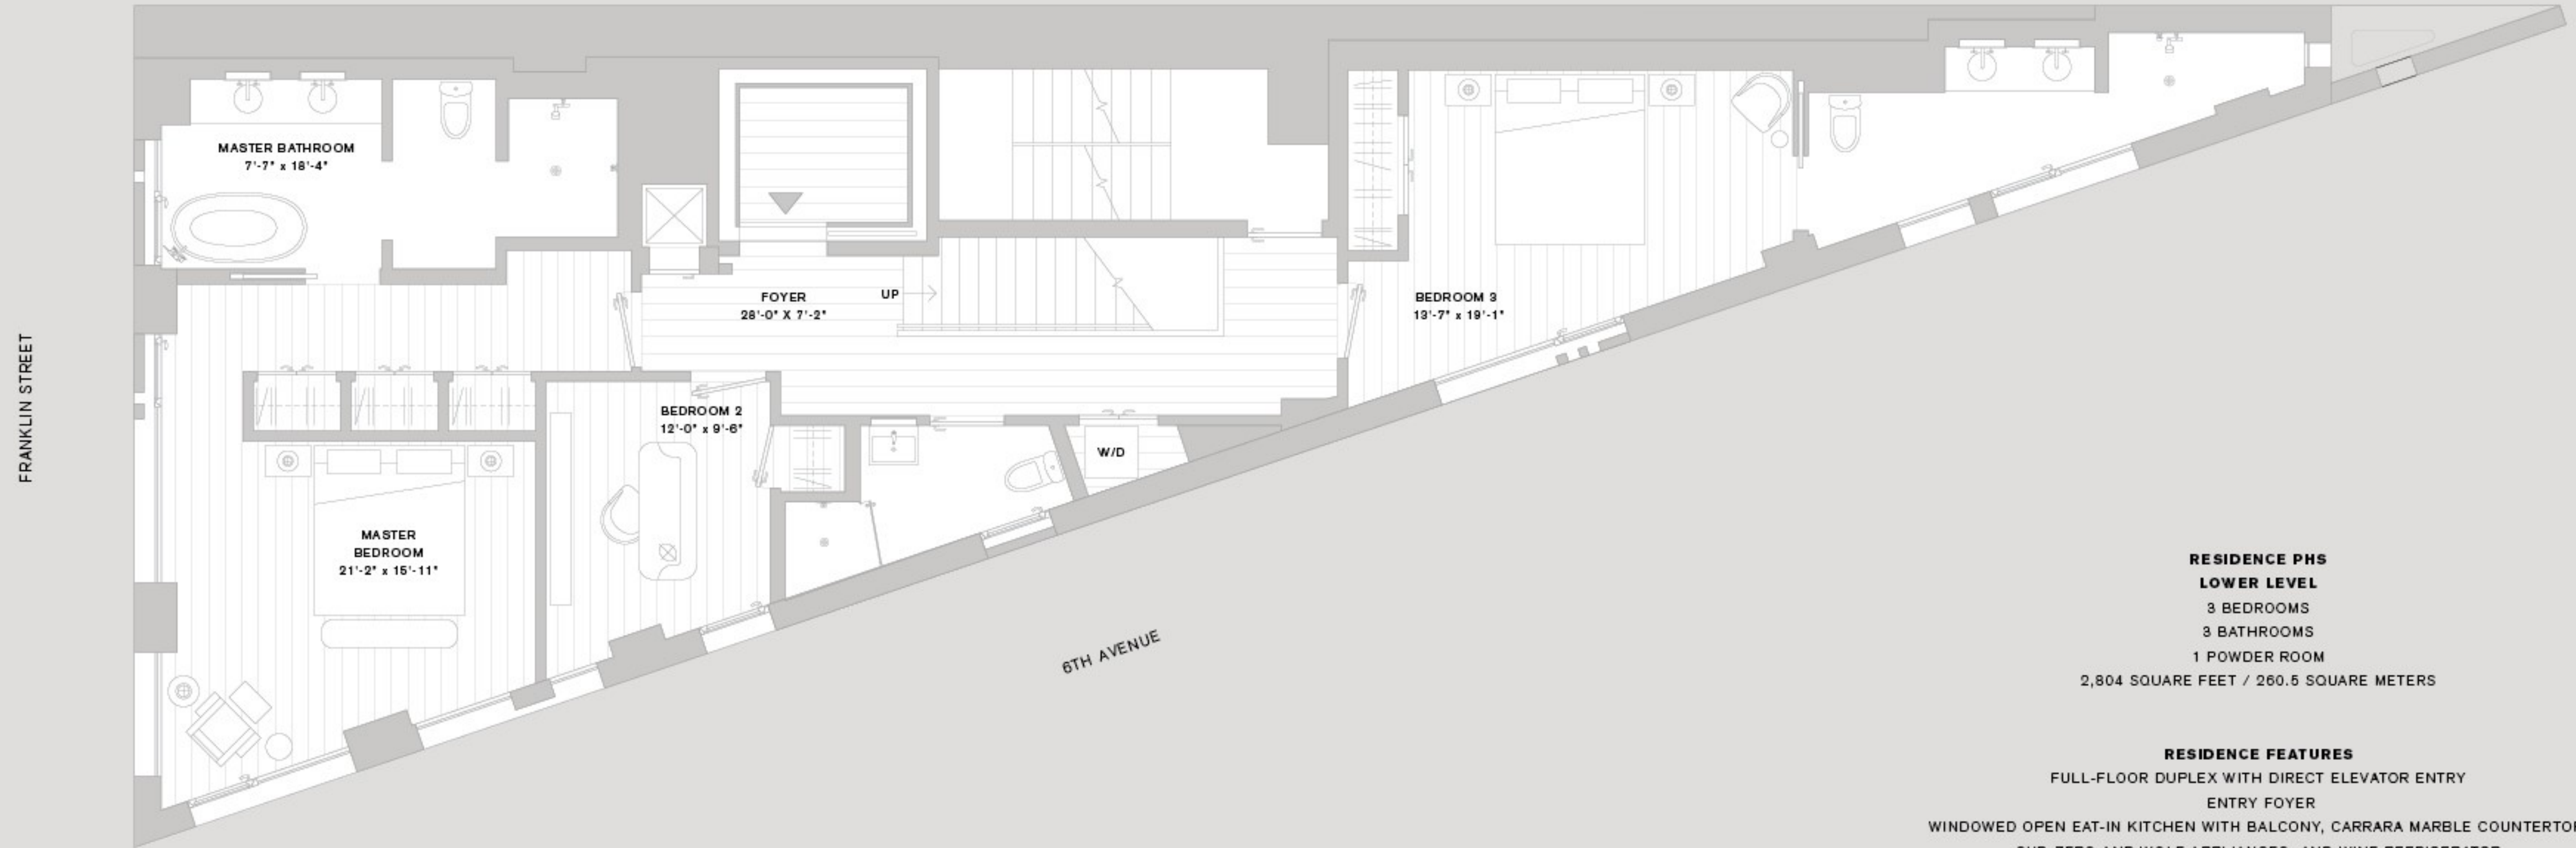 FRANKLIN STREET
MASTER BATHROOM
7'-7" x 18'-4"
FOYER
28'-0" X 7'-2"
UP
BEDROOM 3
13'-7" x 19'-1"
BEDROOM 2
12'-0" x 9'-6"
W/D
MASTER
BEDROOM
21'-2" x 15'-11"
6TH AVENUE
RESIDENCE PHS
LOWER LEVEL
3 BEDROOMS
3 BATHROOMS
1 POWDER ROOM
2,804 SQUARE FEET / 260.5 SQUARE METERS
RESIDENCE FEATURES
FULL-FLOOR DUPLEX WITH DIRECT ELEVATOR ENTRY
ENTRY FOYER
WINDOWED OPEN EAT-IN KITCHEN WITH BALCONY, CARRARA MARBLE